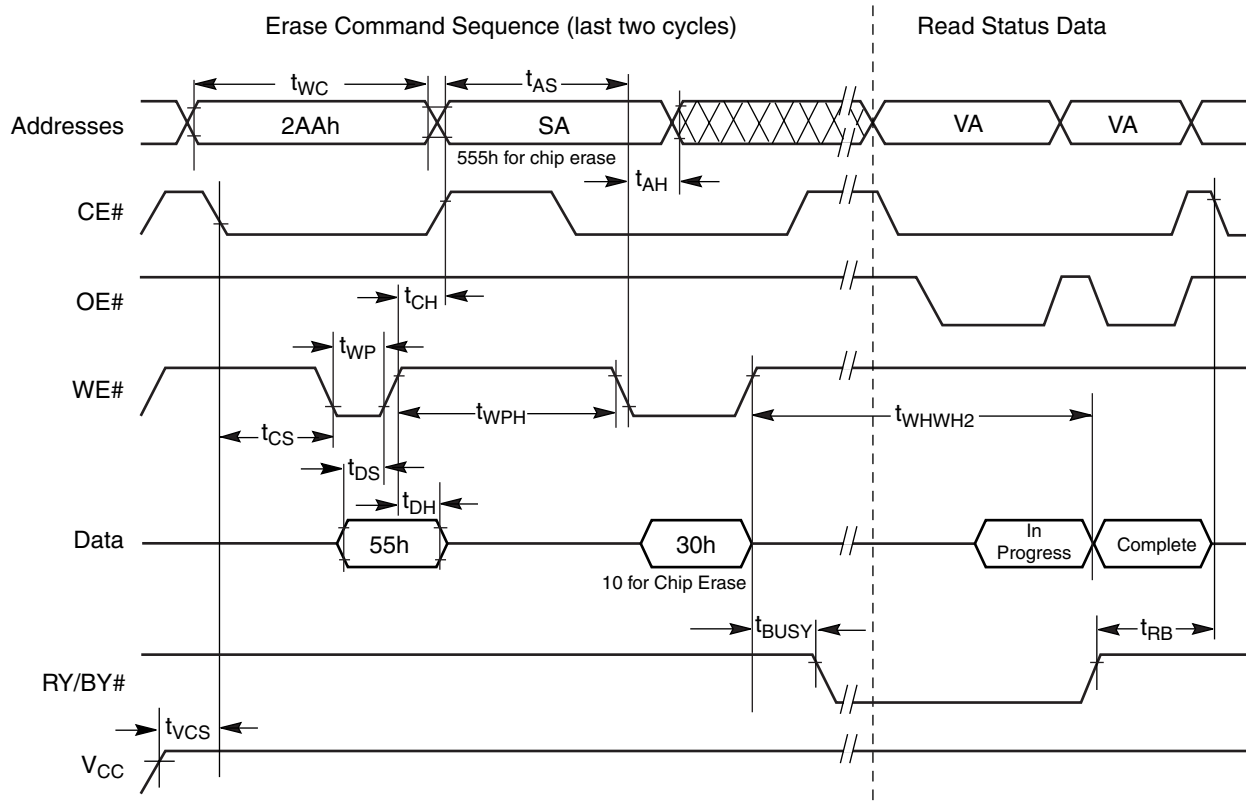 Erase Command Sequence (last two cycles)
Read Status Data
tWC
tAS
Addresses
2AAh
SA
VA
VA
555h for chip erase
tAH
CE#
tCH
OE#
tWP
WE#
tWPH
tWHWH2
tCS
tDS
tDH
Data
55h
30h
In
Progress
Complete
10 for Chip Erase
tBUSY
tRB
RY/BY#
tVCS
VCC